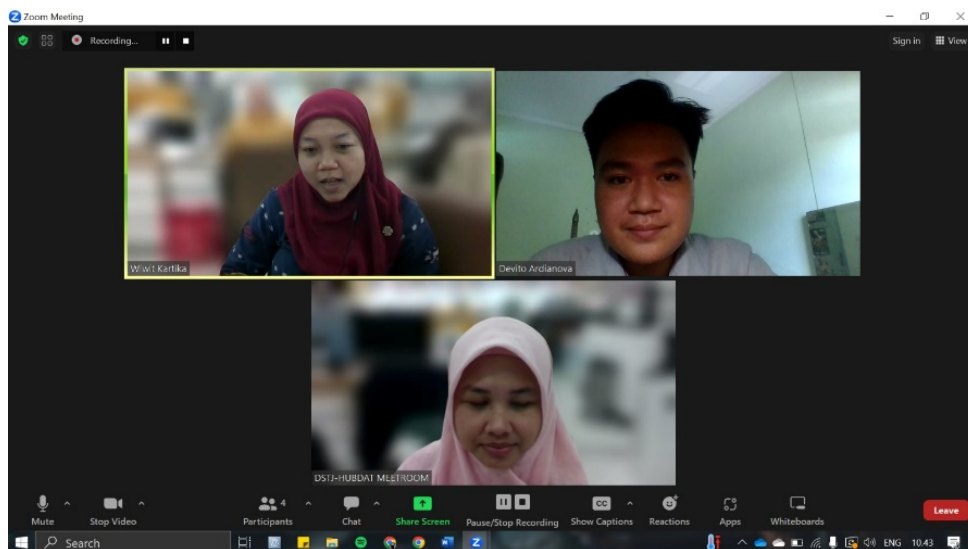 Zoom Meeting
Recording...
Sign in
View
Wiwit Kartika
Devito Ardianova
DSTJ-HUBDAT MEETROOM
4
Mute
Stop Video
Participants
Chat
Share Screen
Pause/Stop Recording
CC
Show Captions
Reactions
Apps
Whiteboards
Leave
Search
ENG
10.43